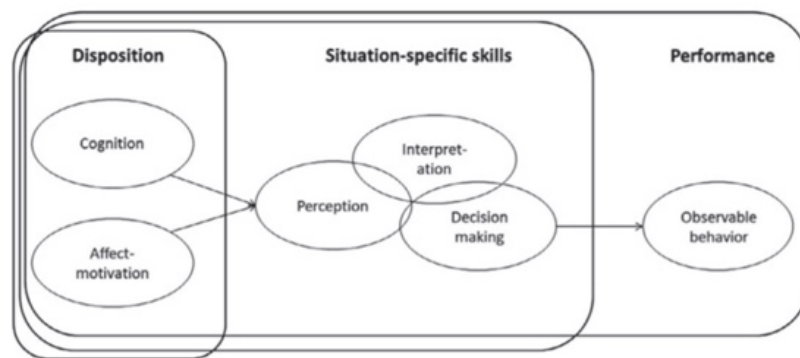 Disposition
Situation-specific skills
Performance
Cognition
Affect-
motivation
Perception
Interpret-
ation
Decision
making
Observable
behavior